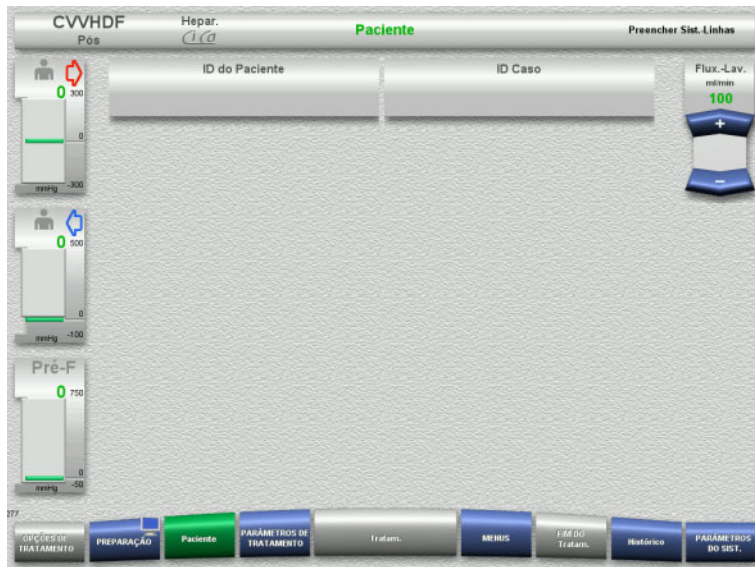 CVVHDF
Pós
Hepar.
Ci Ca
Paciente
Preencher Sist.-Linhas
0
300
0
-300
mmHg
ID do Paciente
ID Caso
Flux.-Lav.
ml/min
100
+
–
0
500
0
-100
mmHg
Pré-F
0
750
0
-50
mmHg
277
OPÇÕES DE
TRATAMENTO
PREPARAÇÃO
Paciente
PARÂMETROS DE
TRATAMENTO
Tratam.
MENUS
FIM DO
Tratam.
Histórico
PARÂMETROS
DO SIST.